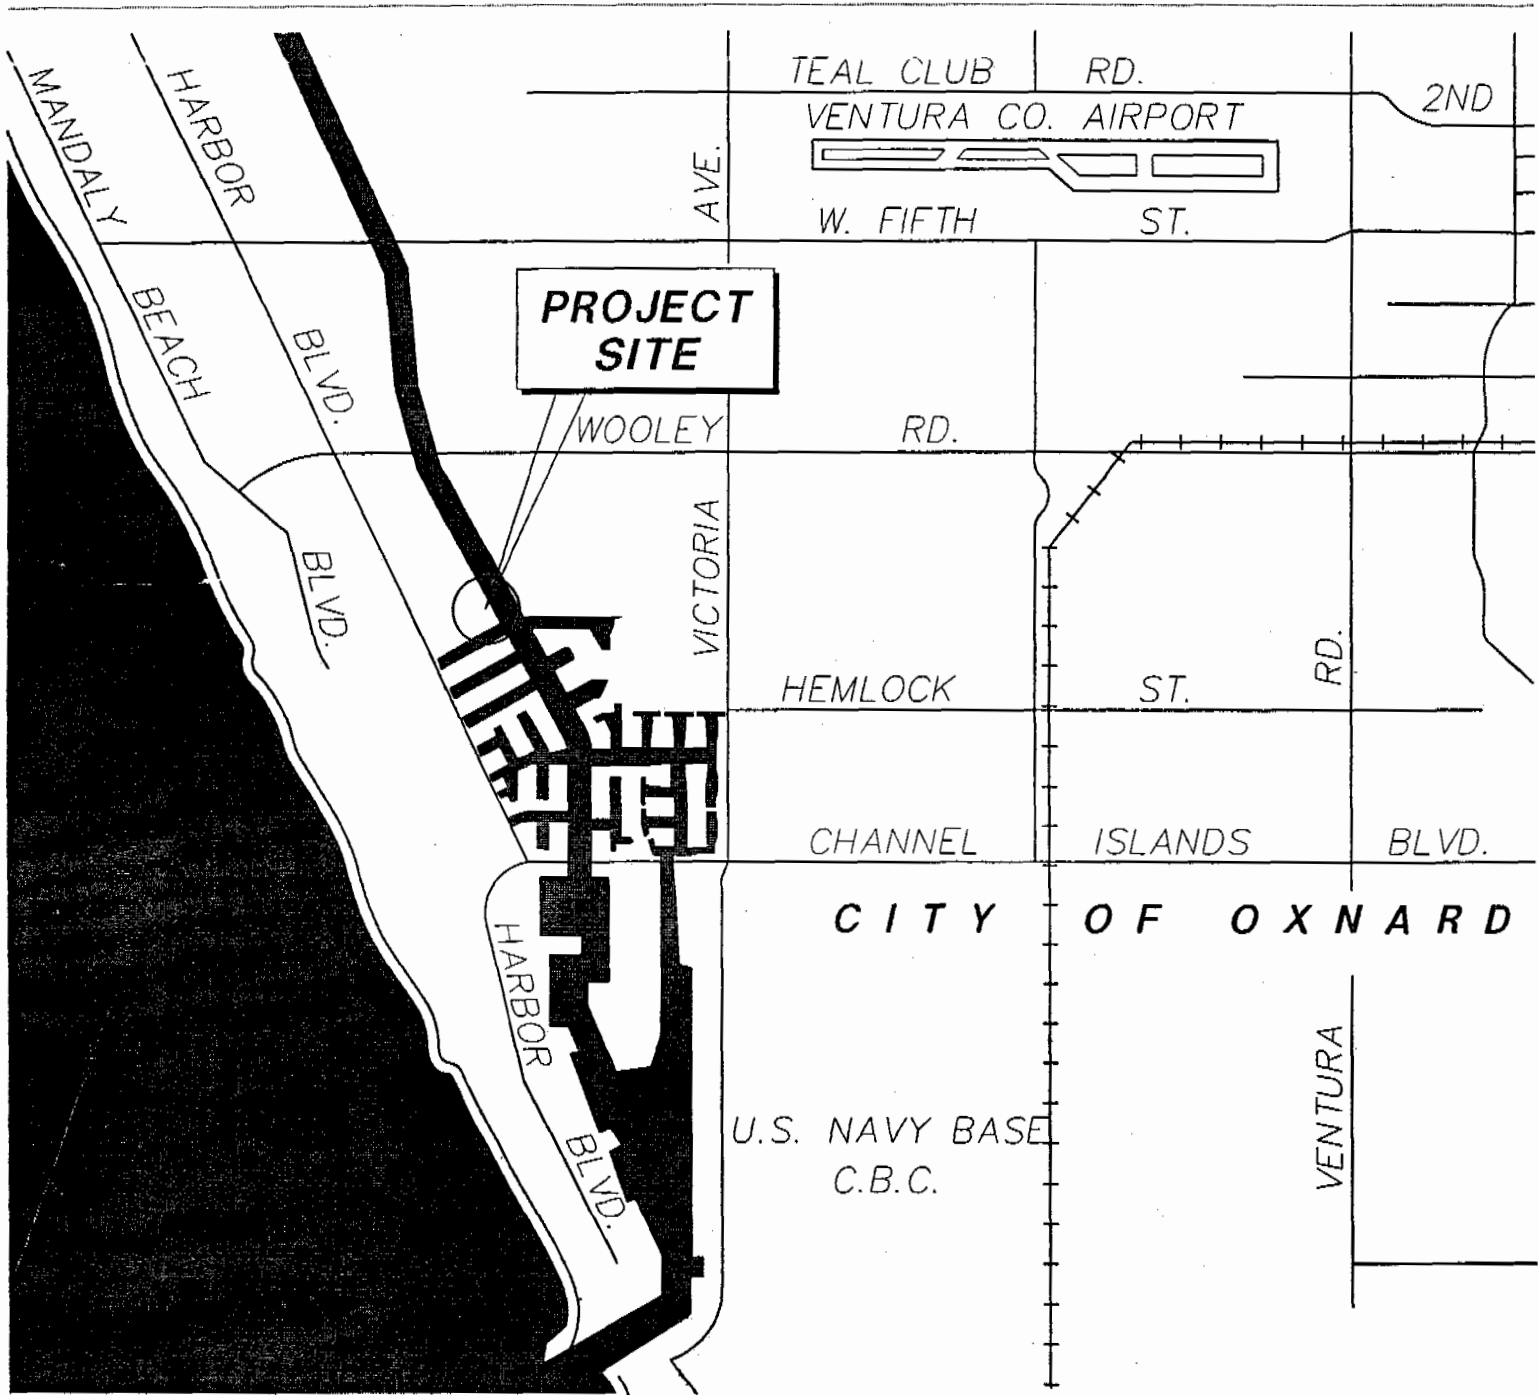 TEAL CLUB RD.
2ND
VENTURA CO. AIRPORT
MANDALY
BEACH
BLVD.
HARBOR
BLVD.
AVE.
W. FIFTH ST.
PROJECT
SITE
WOOLEY RD.
VICTORIA
RD.
HEMLOCK ST.
CHANNEL ISLANDS BLVD.
CITY OF OXNARD
HARBOR
BLVD.
U.S. NAVY BASE
C.B.C.
VENTURA